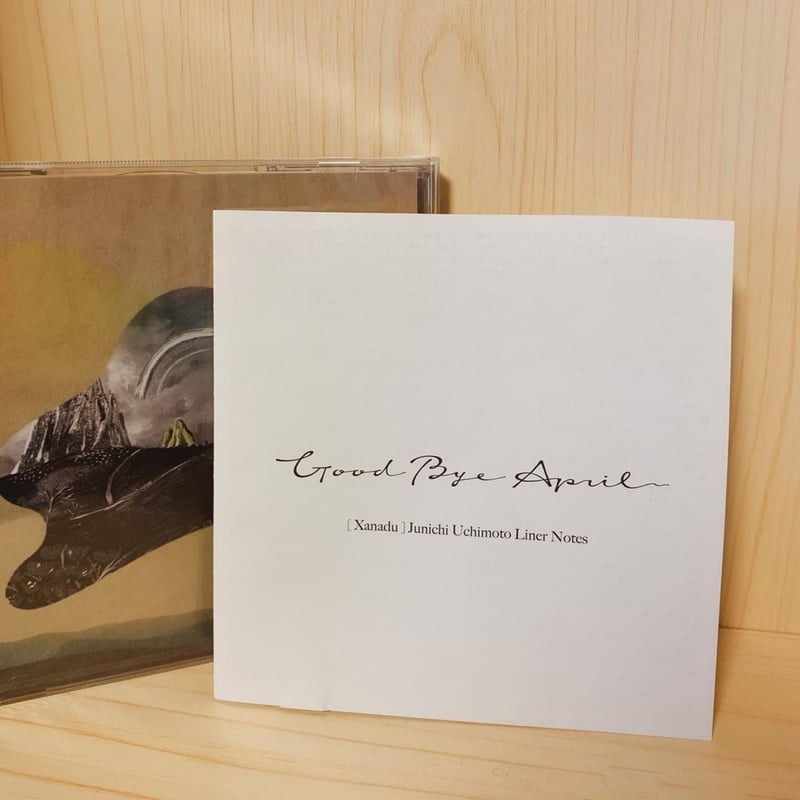 Good Bye April
[ Xanadu ] Junichi Uchimoto Liner Notes